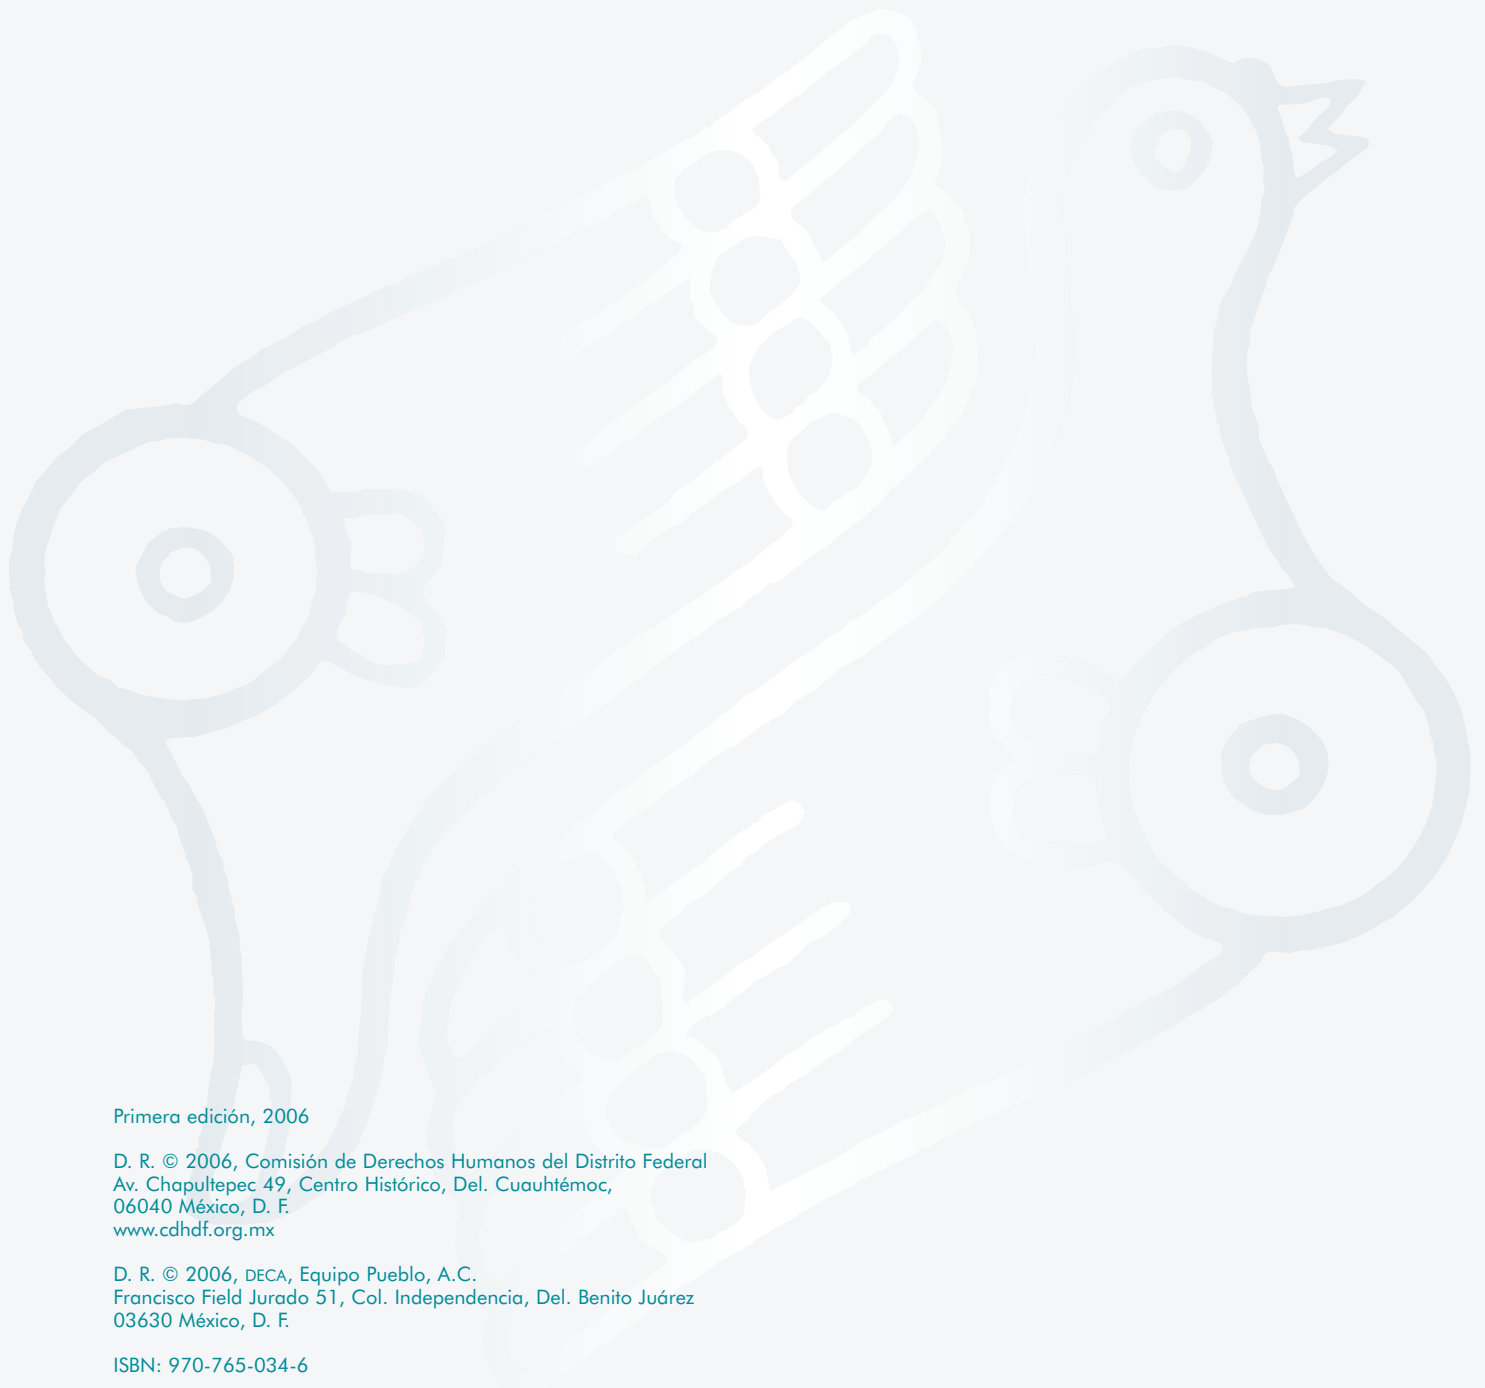 Primera edición, 2006
D. R. © 2006, Comisión de Derechos Humanos del Distrito Federal
Av. Chapultepec 49, Centro Histórico, Del. Cuauhtémoc,
06040 México, D. F.
www.cdhdf.org.mx
D. R. © 2006, DECA, Equipo Pueblo, A.C.
Francisco Field Jurado 51, Col. Independencia, Del. Benito Juárez
03630 México, D. F.
ISBN: 970-765-034-6